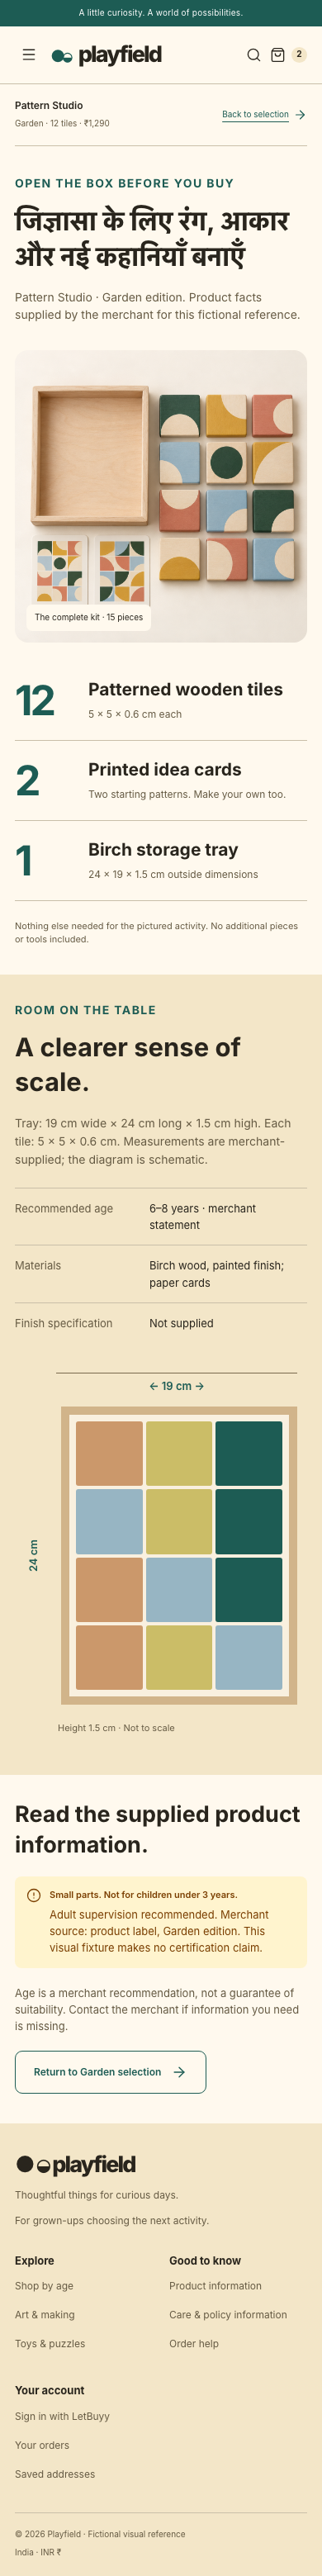 A little curiosity. A world of possibilities.
playfield
2
Pattern Studio
Garden · 12 tiles · ₹1,290
Back to selection →
OPEN THE BOX BEFORE YOU BUY
जिज्ञासा के लिए रंग, आकार
और नई कहानियाँ बनाएँ
Pattern Studio · Garden edition. Product facts
supplied by the merchant for this fictional reference.
The complete kit · 15 pieces
12
Patterned wooden tiles
5 × 5 × 0.6 cm each
2
Printed idea cards
Two starting patterns. Make your own too.
1
Birch storage tray
24 × 19 × 1.5 cm outside dimensions
Nothing else needed for the pictured activity. No additional pieces
or tools included.
ROOM ON THE TABLE
A clearer sense of
scale.
Tray: 19 cm wide × 24 cm long × 1.5 cm high. Each
tile: 5 × 5 × 0.6 cm. Measurements are merchant-
supplied; the diagram is schematic.
Recommended age
6–8 years · merchant
statement
Materials
Birch wood, painted finish;
paper cards
Finish specification
Not supplied
← 19 cm →
24 cm
Height 1.5 cm · Not to scale
Read the supplied product
information.
Small parts. Not for children under 3 years.
Adult supervision recommended. Merchant
source: product label, Garden edition. This
visual fixture makes no certification claim.
Age is a merchant recommendation, not a guarantee of
suitability. Contact the merchant if information you need
is missing.
Return to Garden selection →
playfield
Thoughtful things for curious days.
For grown-ups choosing the next activity.
Explore
Shop by age
Art & making
Toys & puzzles
Good to know
Product information
Care & policy information
Order help
Your account
Sign in with LetBuyy
Your orders
Saved addresses
© 2026 Playfield · Fictional visual reference
India · INR ₹